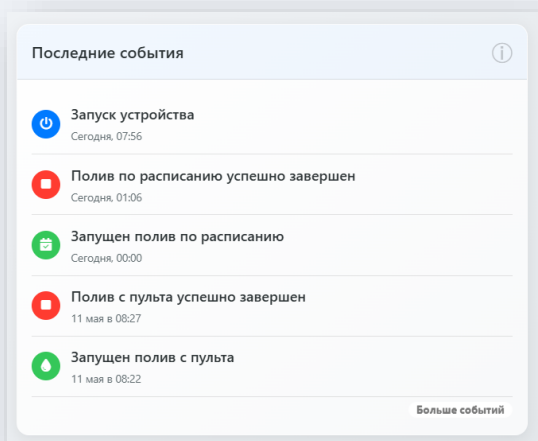 Последние события
Запуск устройства
Сегодня, 07:56
Полив по расписанию успешно завершен
Сегодня, 01:06
Запущен полив по расписанию
Сегодня, 00:00
Полив с пульта успешно завершен
11 мая в 08:27
Запущен полив с пульта
11 мая в 08:22
Больше событий